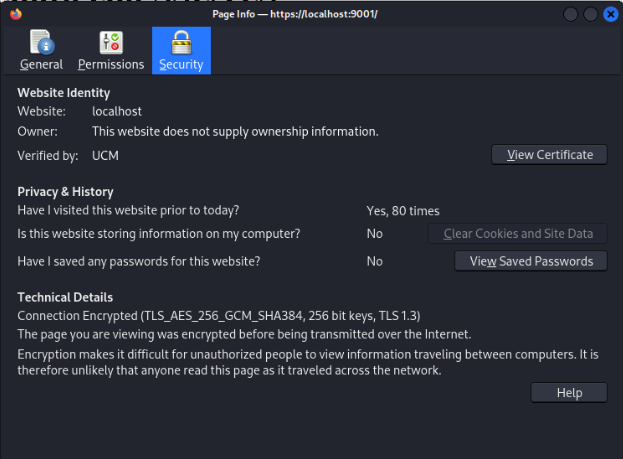 Page Info — https://localhost:9001/
General Permissions Security
Website Identity
Website: localhost
Owner: This website does not supply ownership information.
Verified by: UCM View Certificate
Privacy & History
Have I visited this website prior to today? Yes, 80 times
Is this website storing information on my computer? No Clear Cookies and Site Data
Have I saved any passwords for this website? No View Saved Passwords
Technical Details
Connection Encrypted (TLS_AES_256_GCM_SHA384, 256 bit keys, TLS 1.3)
The page you are viewing was encrypted before being transmitted over the Internet.
Encryption makes it difficult for unauthorized people to view information traveling between computers. It is
therefore unlikely that anyone read this page as it traveled across the network.
Help